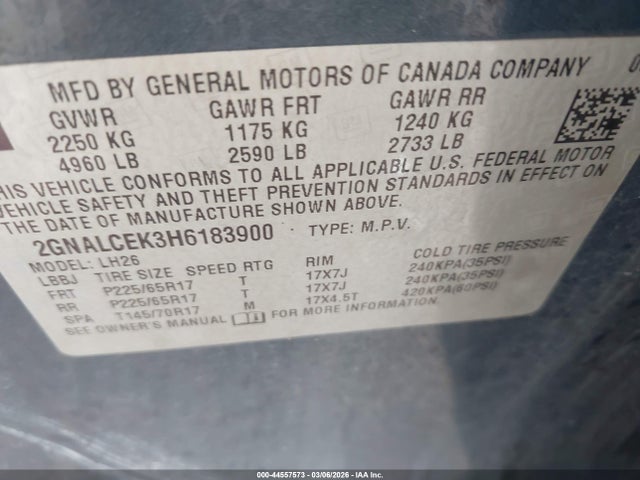 MFD BY GENERAL MOTORS OF CANADA COMPANY 0
GVWR GAWR FRT GAWR RR
2250 KG 1175 KG 1240 KG
4960 LB 2590 LB 2733 LB
THIS VEHICLE CONFORMS TO ALL APPLICABLE U.S. FEDERAL MOTOR
VEHICLE SAFETY AND THEFT PREVENTION STANDARDS IN EFFECT ON
THE DATE OF MANUFACTURE SHOWN ABOVE.
2GNALCEK3H6183900 · TYPE: M.P.V.
MODEL: LH26
LBBJ TIRE SIZE SPEED RTG RIM COLD TIRE PRESSURE
FRT P225/65R17 T 17X7J 240KPA(35PSI)
RR P225/65R17 T 17X7J 240KPA(35PSI)
SPA T145/70R17 M 17X4.5T 420KPA(60PSI)
SEE OWNER'S MANUAL FOR MORE INFORMATION.
000-44557573 | 03/06/2026 | IAA Inc.